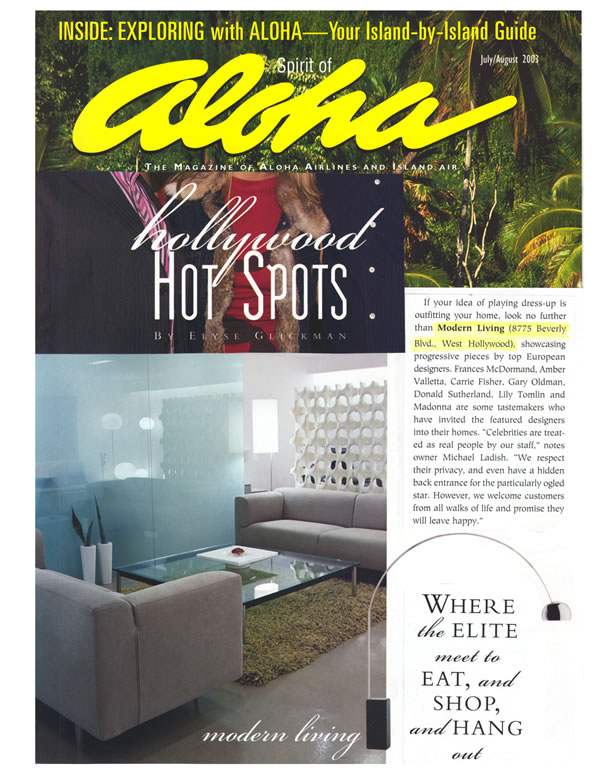 INSIDE: EXPLORING with ALOHA—Your Island-by-Island Guide
July/August 2003
Spirit of
aloha
THE MAGAZINE OF ALOHA AIRLINES AND ISLAND AIR
hollywood
HOT SPOTS
BY ELYSE GLICKMAN
If your idea of playing dress-up is
outfitting your home, look no further
than Modern Living (8775 Beverly
Blvd., West Hollywood), showcasing
progressive pieces by top European
designers. Frances McDormand, Amber
Valletta, Carrie Fisher, Gary Oldman,
Donald Sutherland, Lily Tomlin and
Madonna are some tastemakers who
have invited the featured designers
into their homes. “Celebrities are treat-
ed as real people by our staff,” notes
owner Michael Ladish. “We respect
their privacy, and even have a hidden
back entrance for the particularly ogled
star. However, we welcome customers
from all walks of life and promise they
will leave happy.”
WHERE
the ELITE
meet to
EAT, and
SHOP,
and HANG
out
modern living